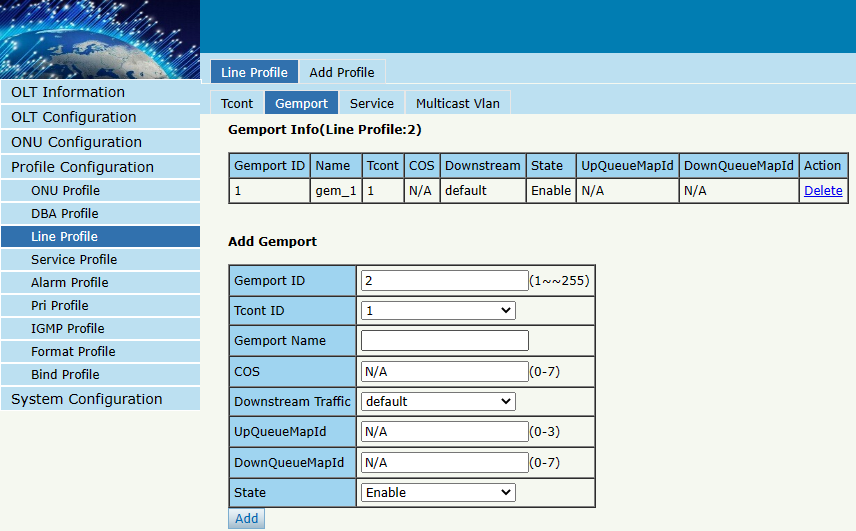 Line Profile Add Profile
OLT Information
OLT Configuration
ONU Configuration
Profile Configuration
ONU Profile
DBA Profile
Line Profile
Service Profile
Alarm Profile
Pri Profile
IGMP Profile
Format Profile
Bind Profile
System Configuration
Tcont Gemport Service Multicast Vlan
Gemport Info(Line Profile:2)
Gemport ID Name Tcont COS Downstream State UpQueueMapId DownQueueMapId Action
1 gem_1 1 N/A default Enable N/A N/A Delete
Add Gemport
Gemport ID 2 (1~~255)
Tcont ID 1
Gemport Name
COS N/A (0-7)
Downstream Traffic default
UpQueueMapId N/A (0-3)
DownQueueMapId N/A (0-7)
State Enable
Add